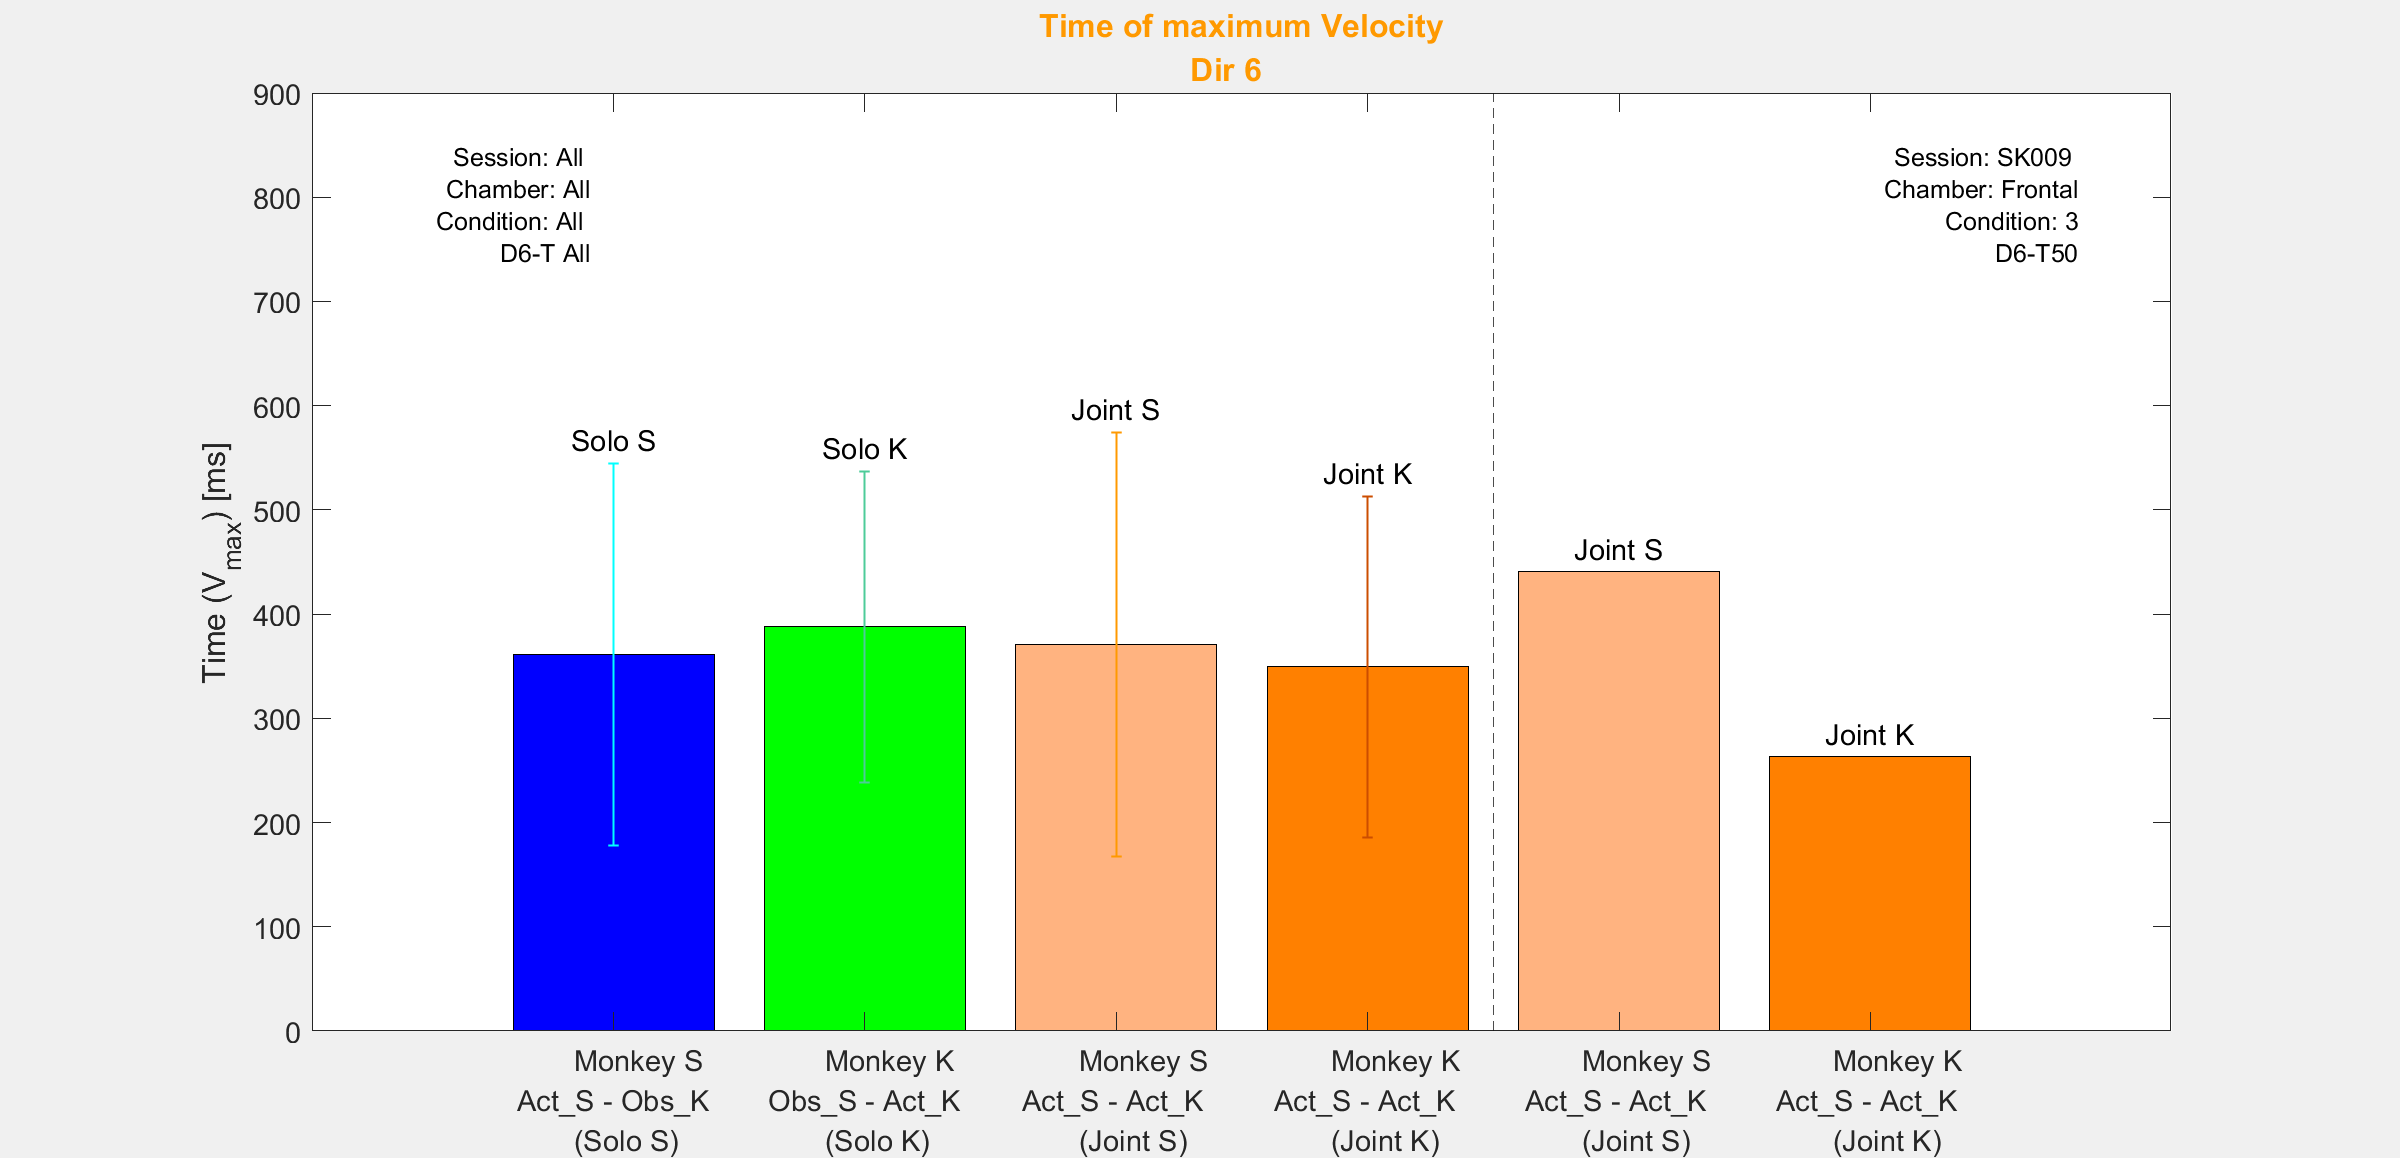 Time of maximum Velocity
Dir 6
900
800
700
600
500
400
300
200
100
0
Time (Vmax) [ms]
Session: All
Chamber: All
Condition: All
D6-T All
Session: SK009
Chamber: Frontal
Condition: 3
D6-T50
Solo S
Solo K
Joint S
Joint K
Joint S
Joint K
Monkey S
Act_S - Obs_K
(Solo S)
Monkey K
Obs_S - Act_K
(Solo K)
Monkey S
Act_S - Act_K
(Joint S)
Monkey K
Act_S - Act_K
(Joint K)
Monkey S
Act_S - Act_K
(Joint S)
Monkey K
Act_S - Act_K
(Joint K)